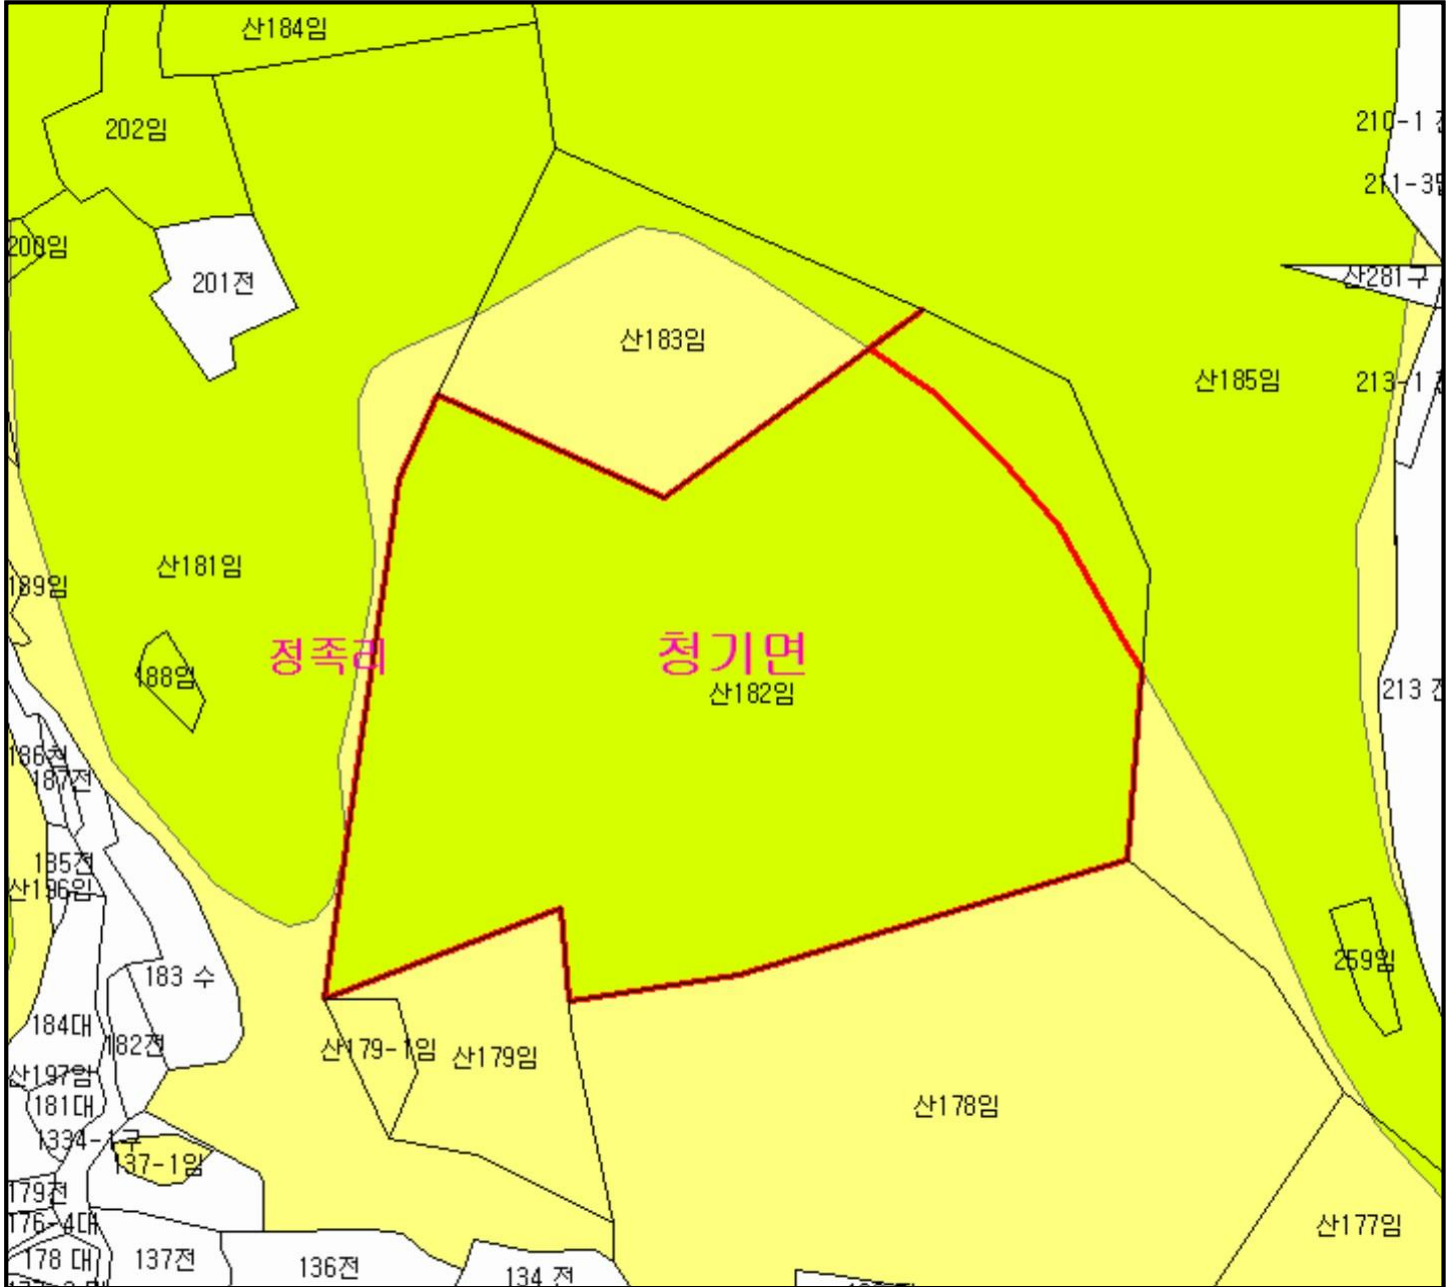 산184임
202임
210-1
211-3임
200임
201전
산281구
산183임
산185임
213-1
산181임
189임
정족리
청기면
188임
산182임
213 전
186천
187전
185전
산196임
259임
183 수
184대
182전
산179-1임
산179임
산197임
181대
산178임
1334-1구
137-1임
179전
176-4대
산177임
178 대
137전
136전
134 전